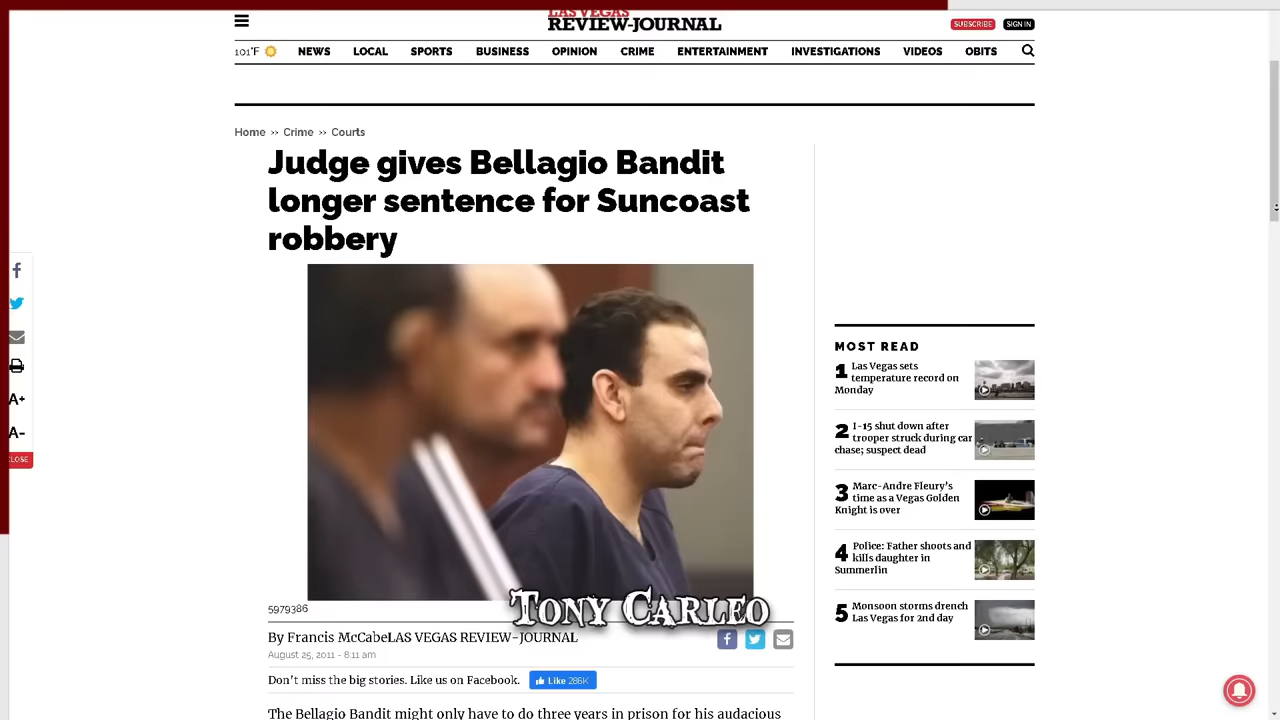 LAS VEGAS
REVIEW-JOURNAL
SUBSCRIBE
SIGN IN
101°F
NEWS
LOCAL
SPORTS
BUSINESS
OPINION
CRIME
ENTERTAINMENT
INVESTIGATIONS
VIDEOS
OBITS
Home >> Crime >> Courts
Judge gives Bellagio Bandit
longer sentence for Suncoast
robbery
A+
A-
CLOSE
TONY CARLEO
5979386
By Francis McCabeLAS VEGAS REVIEW-JOURNAL
August 25, 2011 - 8:11 am
Don't miss the big stories. Like us on Facebook.
Like 286K
The Bellagio Bandit might only have to do three years in prison for his audacious
MOST READ
1 Las Vegas sets
temperature record on
Monday
2 I-15 shut down after
trooper struck during car
chase; suspect dead
3 Marc-Andre Fleury's
time as a Vegas Golden
Knight is over
4 Police: Father shoots and
kills daughter in
Summerlin
5 Monsoon storms drench
Las Vegas for 2nd day